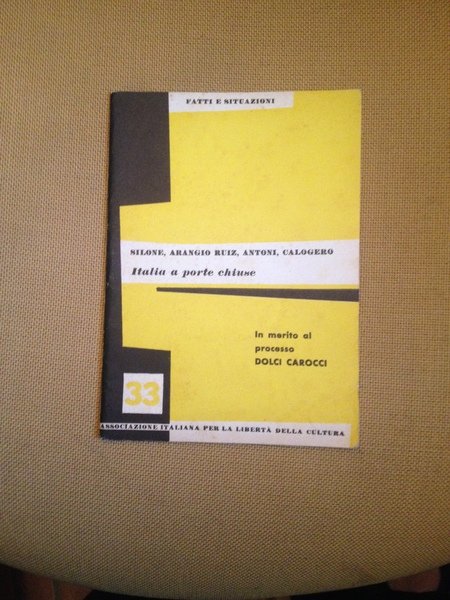 FATTI E SITUAZIONI
SILONE, ARANGIO RUIZ, ANTONI, CALOGERO
Italia a porte chiuse
In merito al
processo
DOLCI CAROCCI
33
ASSOCIAZIONE ITALIANA PER LA LIBERTÀ DELLA CULTURA